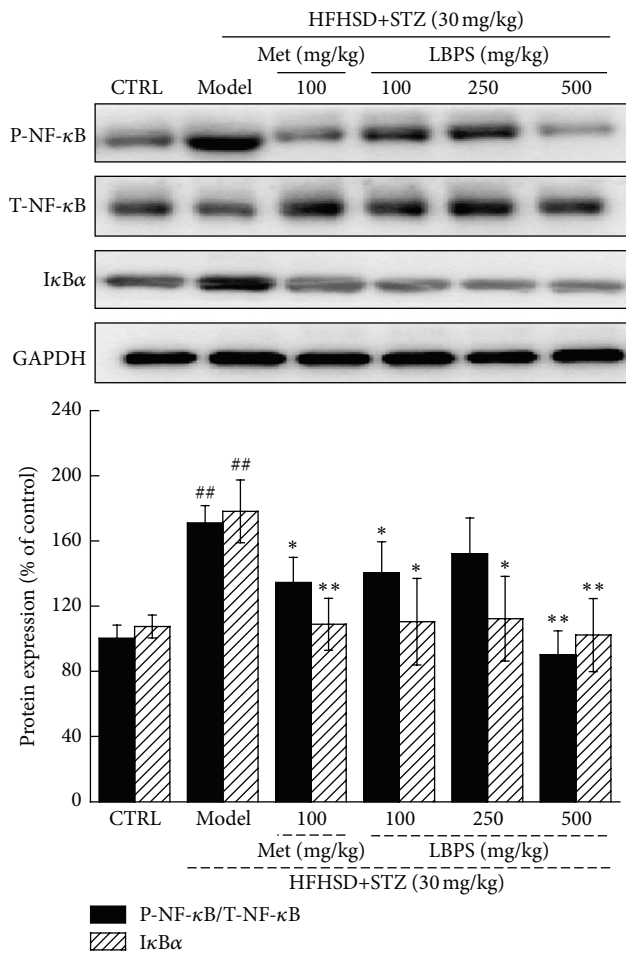 HFHSD+STZ (30 mg/kg)
Met (mg/kg) LBPS (mg/kg)
CTRL Model 100 100 250 500
P-NF-κB
T-NF-κB
IκBα
GAPDH
Protein expression (% of control)
240
200
160
120
80
40
0
## ## * ** * * * ** **
CTRL Model 100 100 250 500
Met (mg/kg) LBPS (mg/kg)
HFHSD+STZ (30 mg/kg)
P-NF-κB/T-NF-κB
IκBα